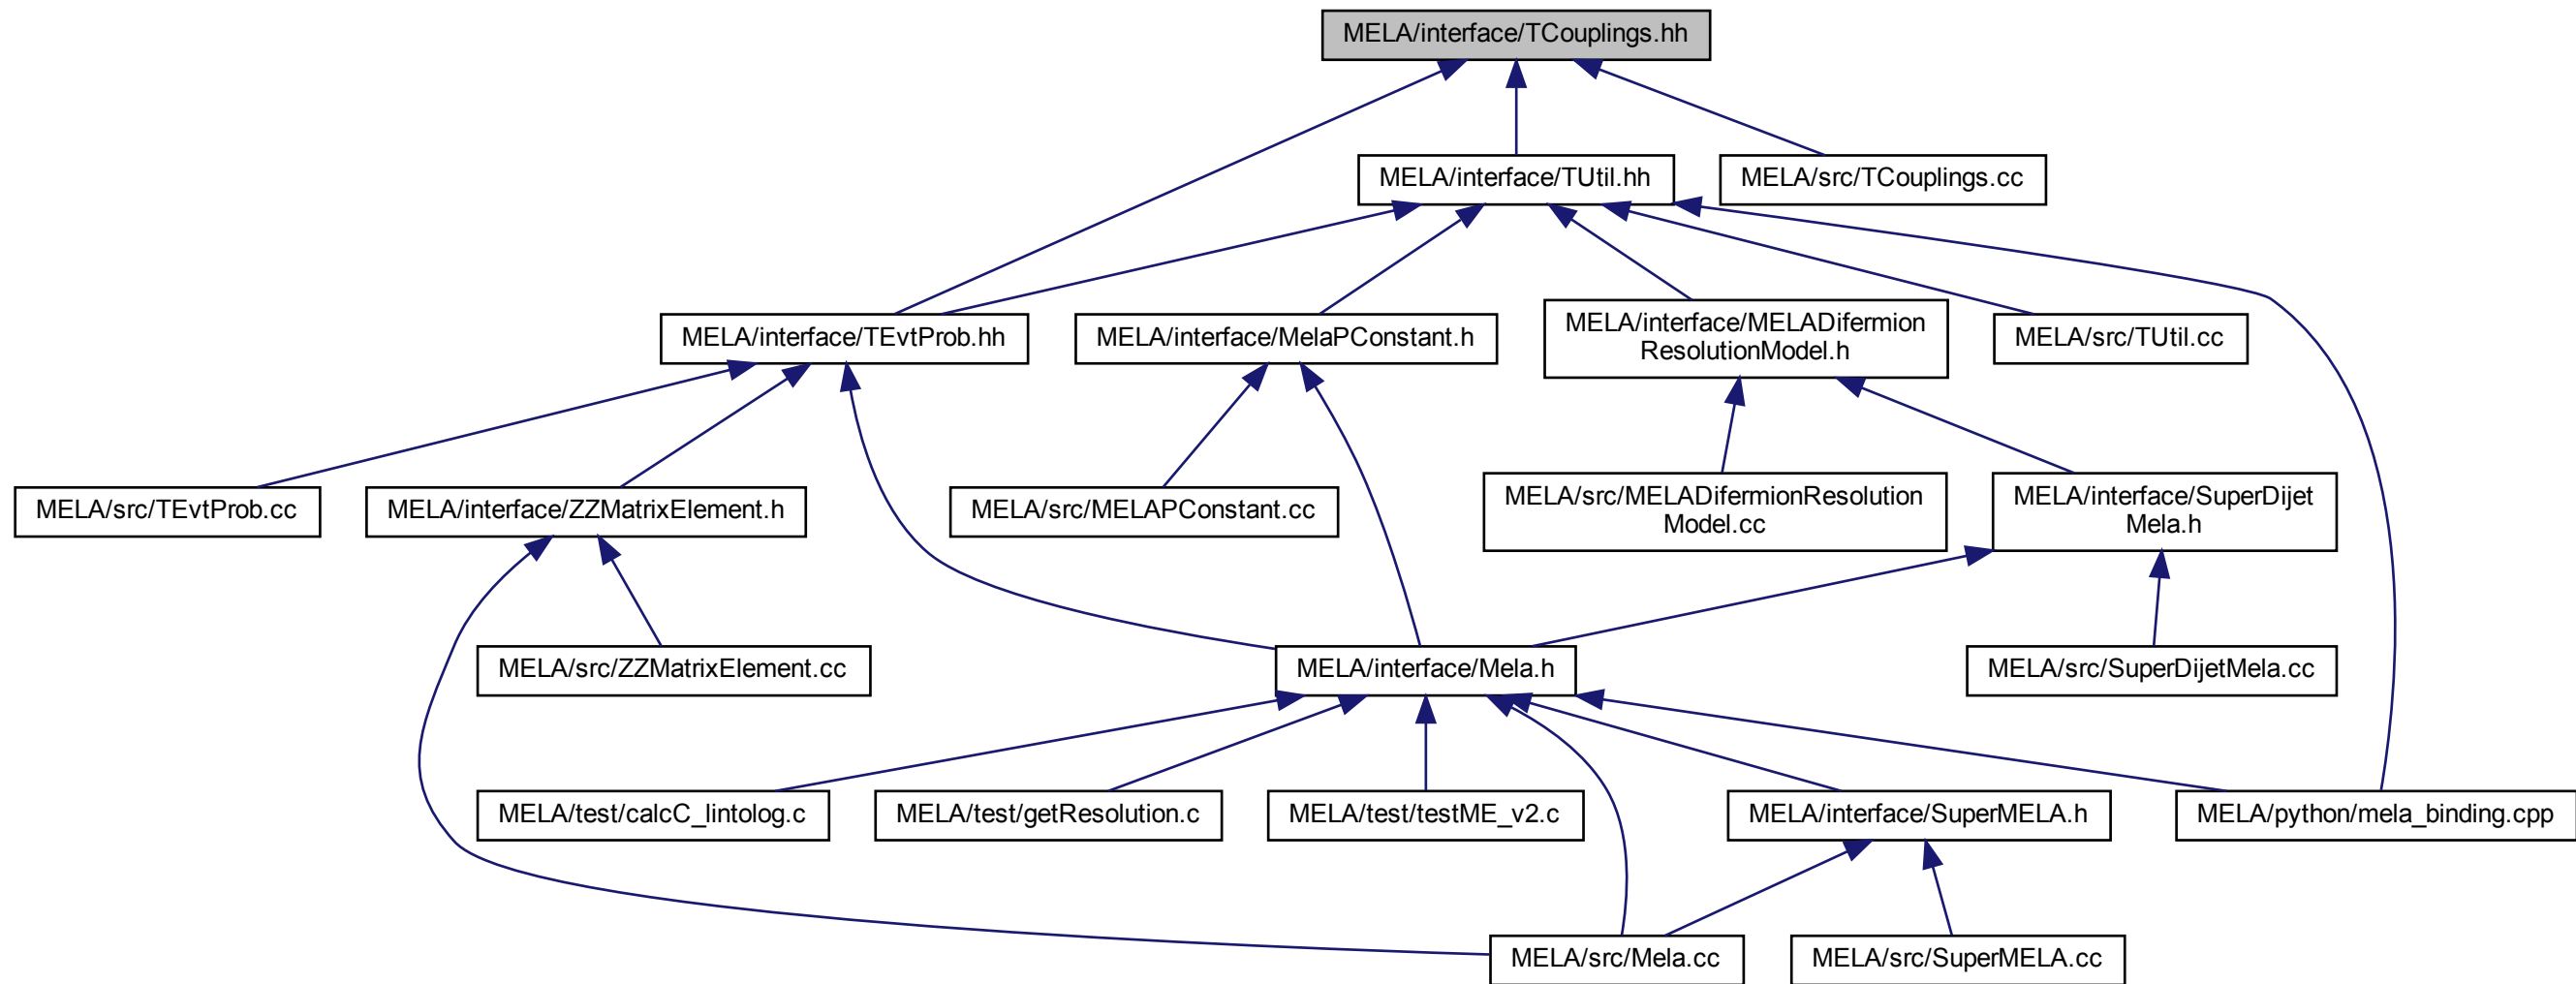 MELA/interface/TCouplings.hh
MELA/interface/TUtil.hh
MELA/src/TCouplings.cc
MELA/interface/TEvtProb.hh
MELA/interface/MelaPConstant.h
MELA/interface/MELADifermion
ResolutionModel.h
MELA/src/TUtil.cc
MELA/src/TEvtProb.cc
MELA/interface/ZZMatrixElement.h
MELA/src/MELAPConstant.cc
MELA/src/MELADifermionResolution
Model.cc
MELA/interface/SuperDijet
Mela.h
MELA/src/ZZMatrixElement.cc
MELA/interface/Mela.h
MELA/src/SuperDijetMela.cc
MELA/test/calcC_lintolog.c
MELA/test/getResolution.c
MELA/test/testME_v2.c
MELA/interface/SuperMELA.h
MELA/python/mela_binding.cpp
MELA/src/Mela.cc
MELA/src/SuperMELA.cc